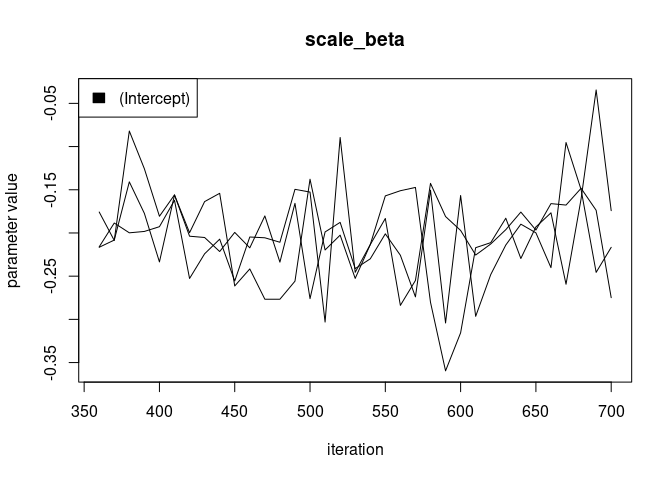 scale_beta
(Intercept)
parameter value
-0.05
-0.15
-0.25
-0.35
350 400 450 500 550 600 650 700
iteration